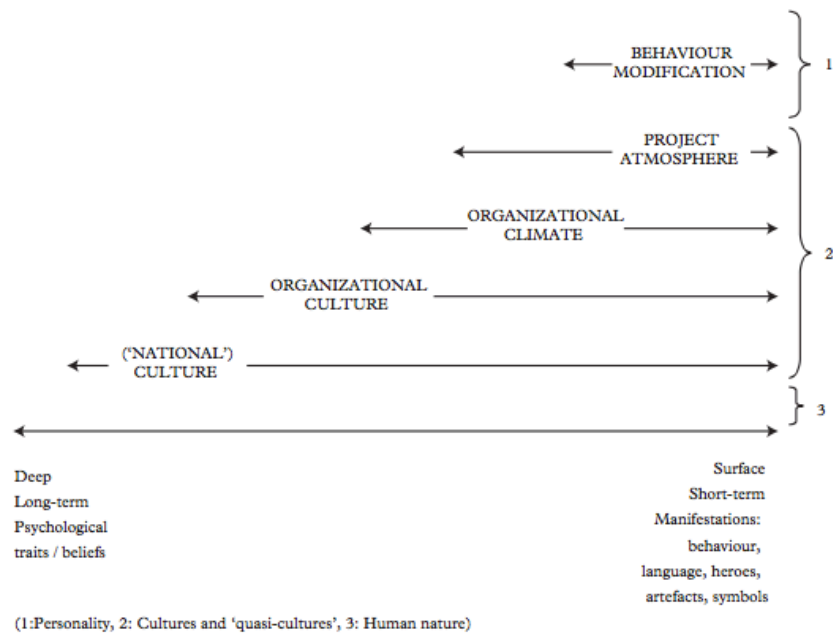 BEHAVIOUR
MODIFICATION
1
PROJECT
ATMOSPHERE
ORGANIZATIONAL
CLIMATE
2
ORGANIZATIONAL
CULTURE
('NATIONAL')
CULTURE
3
Deep
Long-term
Psychological
traits / beliefs
Surface
Short-term
Manifestations:
behaviour,
language, heroes,
artefacts, symbols
(1:Personality, 2: Cultures and 'quasi-cultures', 3: Human nature)